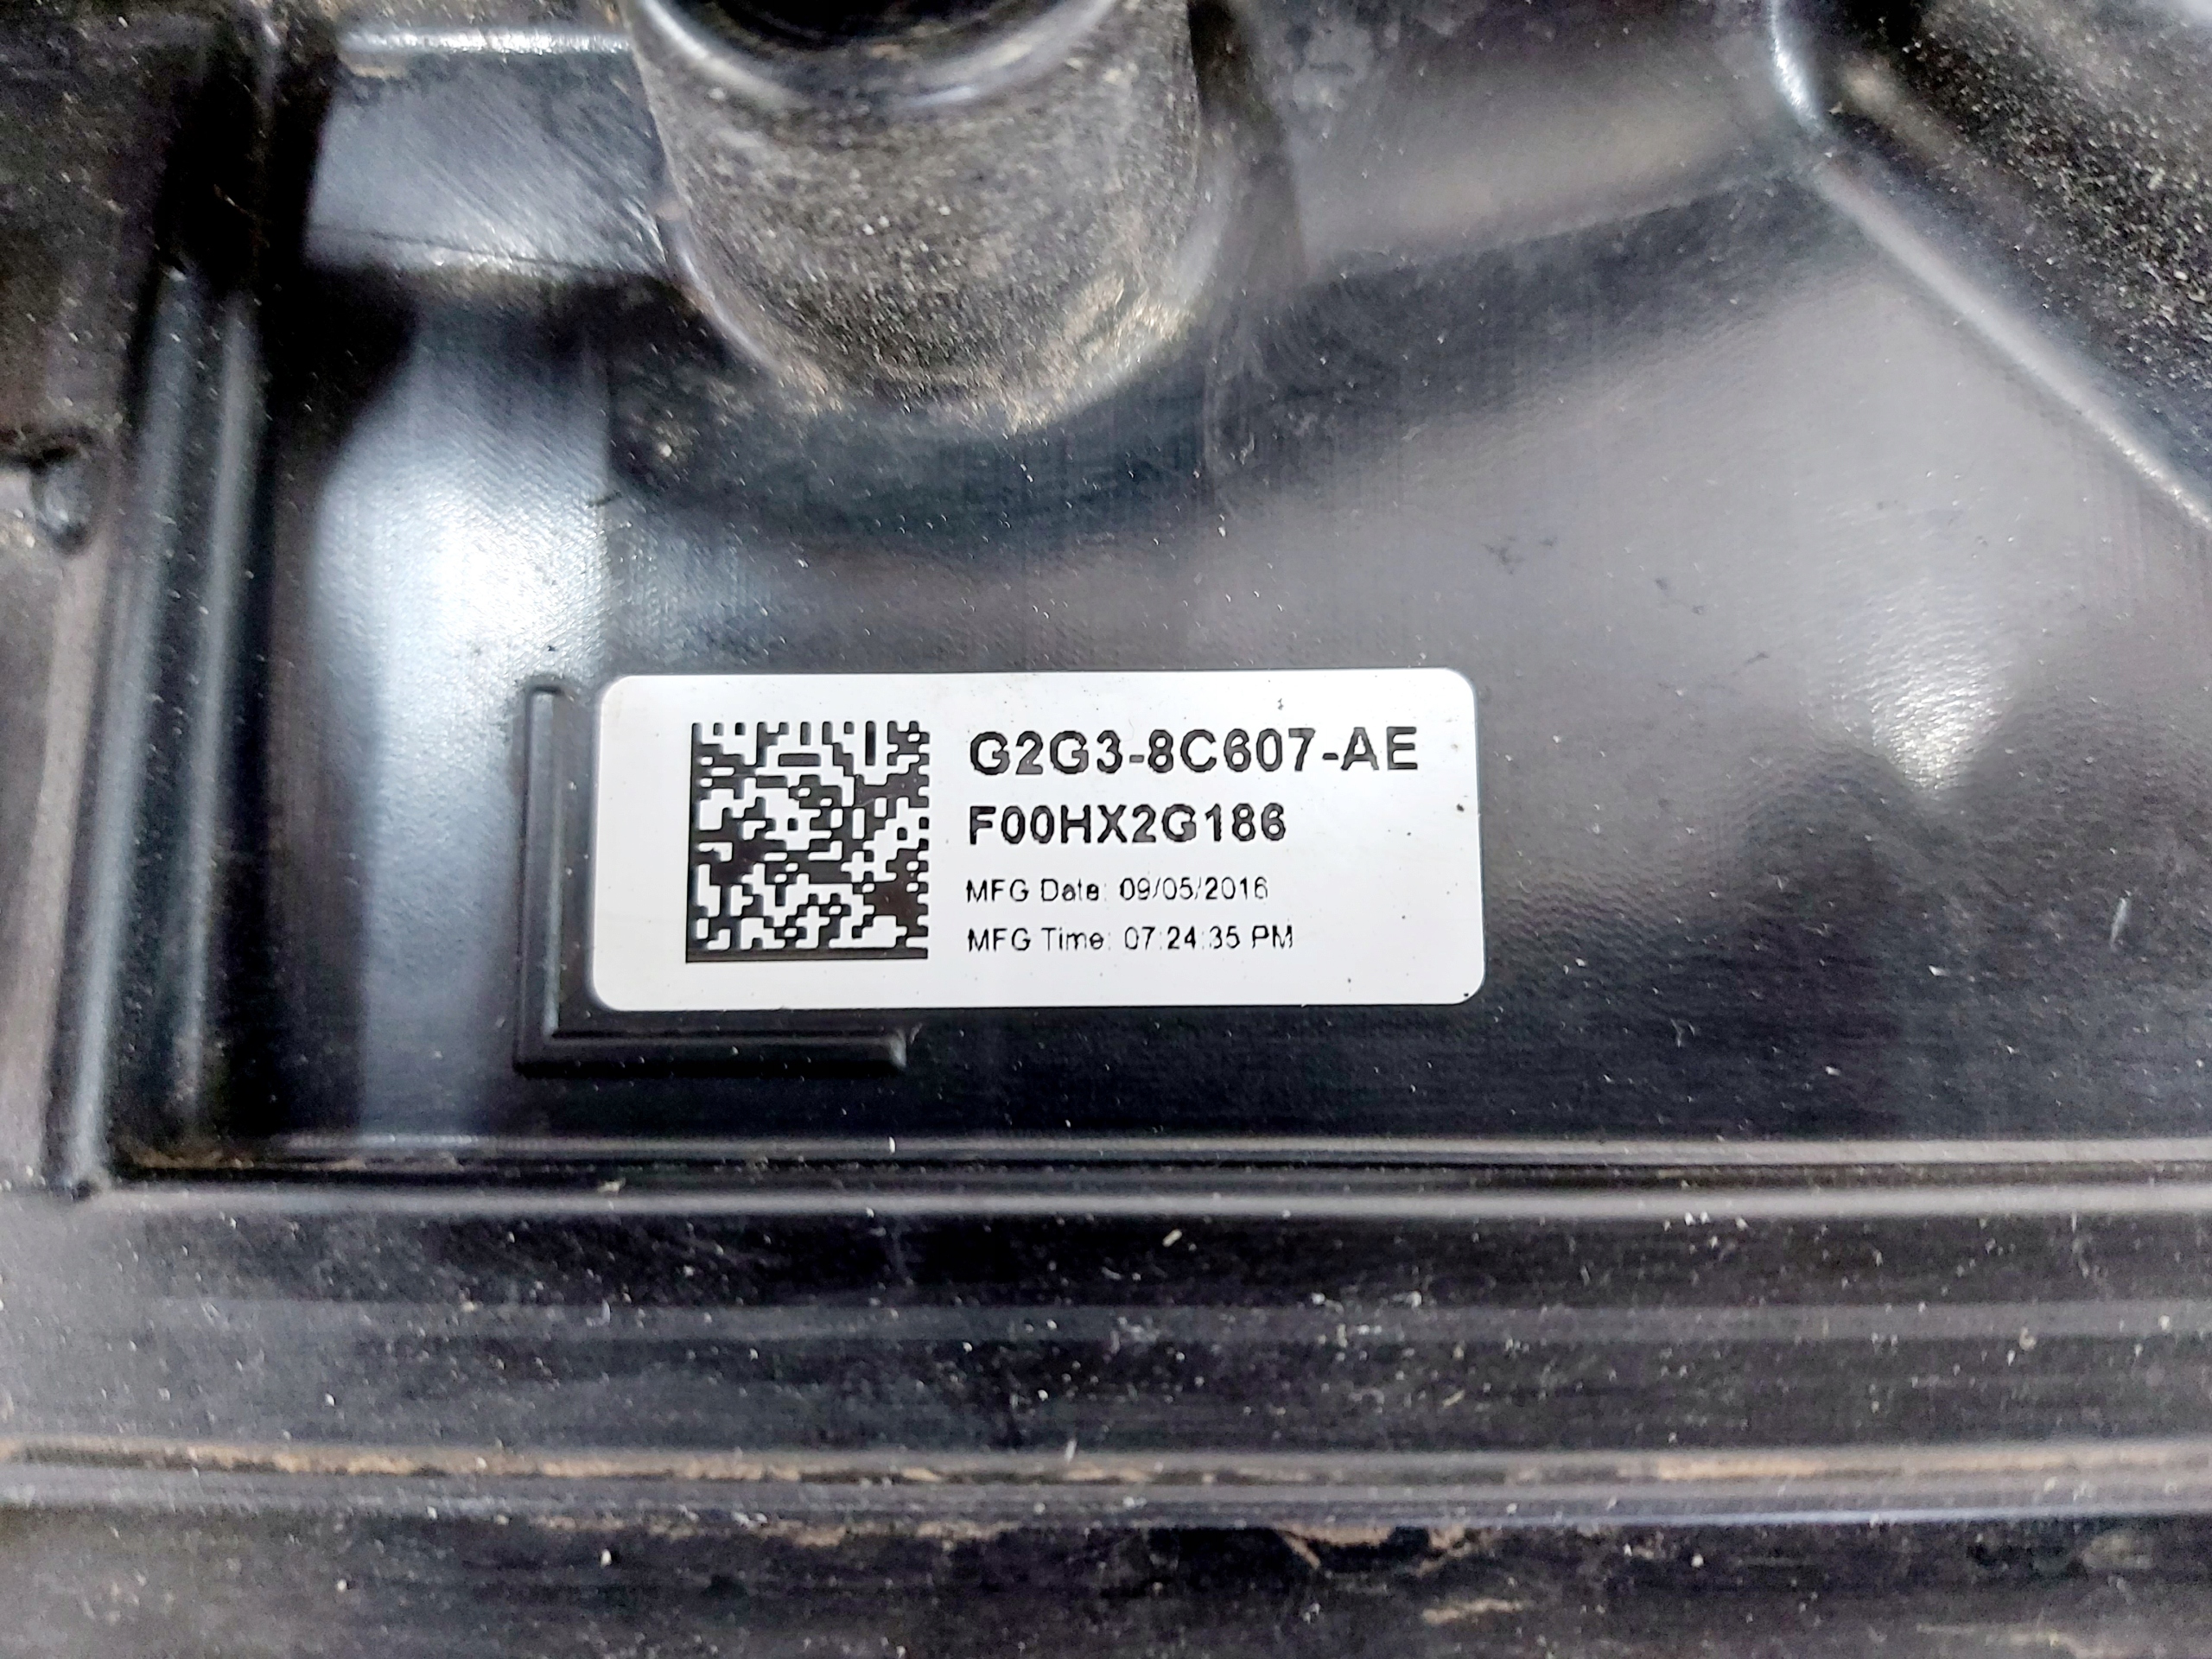 G2G3-8C607-AE
F00HX2G186
MFG Date: 09/05/2016
MFG Time: 07:24:35 PM